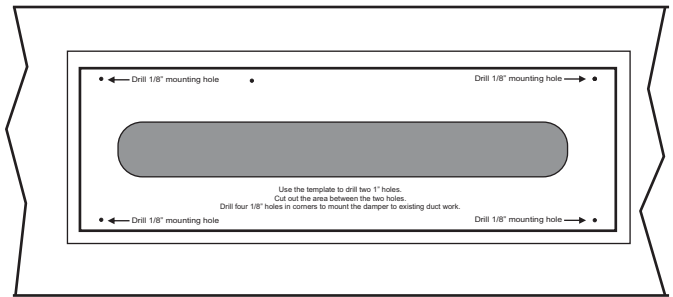 Drill 1/8" mounting hole
Drill 1/8" mounting hole
Use the template to drill two 1" holes.
Cut out the area between the two holes.
Drill four 1/8" holes in corners to mount the damper to existing duct work.
Drill 1/8" mounting hole
Drill 1/8" mounting hole